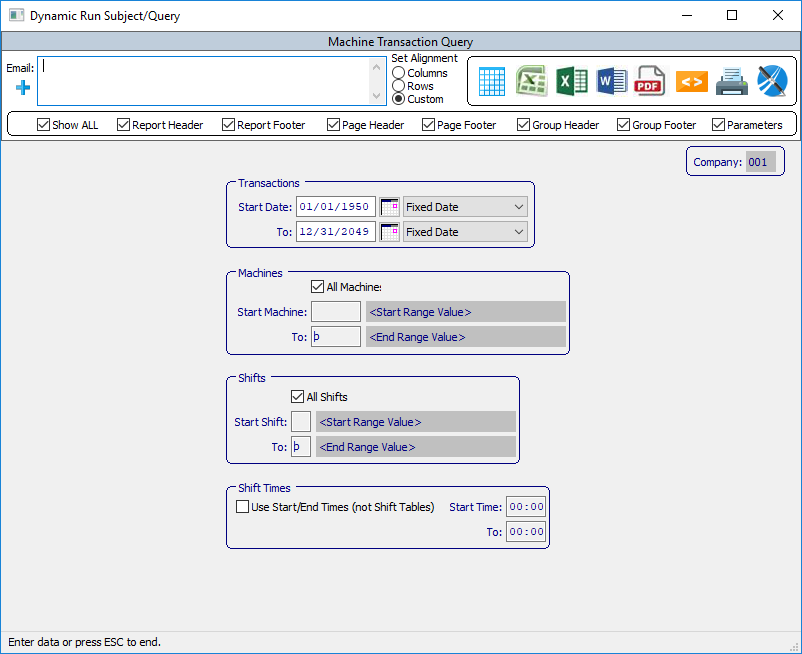 Dynamic Run Subject/Query
Machine Transaction Query
Email:
Set Alignment
Columns
Rows
Custom
PDF
Show ALL Report Header Report Footer Page Header Page Footer Group Header Group Footer Parameters
Company: 001
Transactions
Start Date: 01/01/1950 Fixed Date
To: 12/31/2049 Fixed Date
Machines
All Machines
Start Machine: <Start Range Value>
To: þ <End Range Value>
Shifts
All Shifts
Start Shift: <Start Range Value>
To: þ <End Range Value>
Shift Times
Use Start/End Times (not Shift Tables) Start Time: 00:00
To: 00:00
Enter data or press ESC to end.